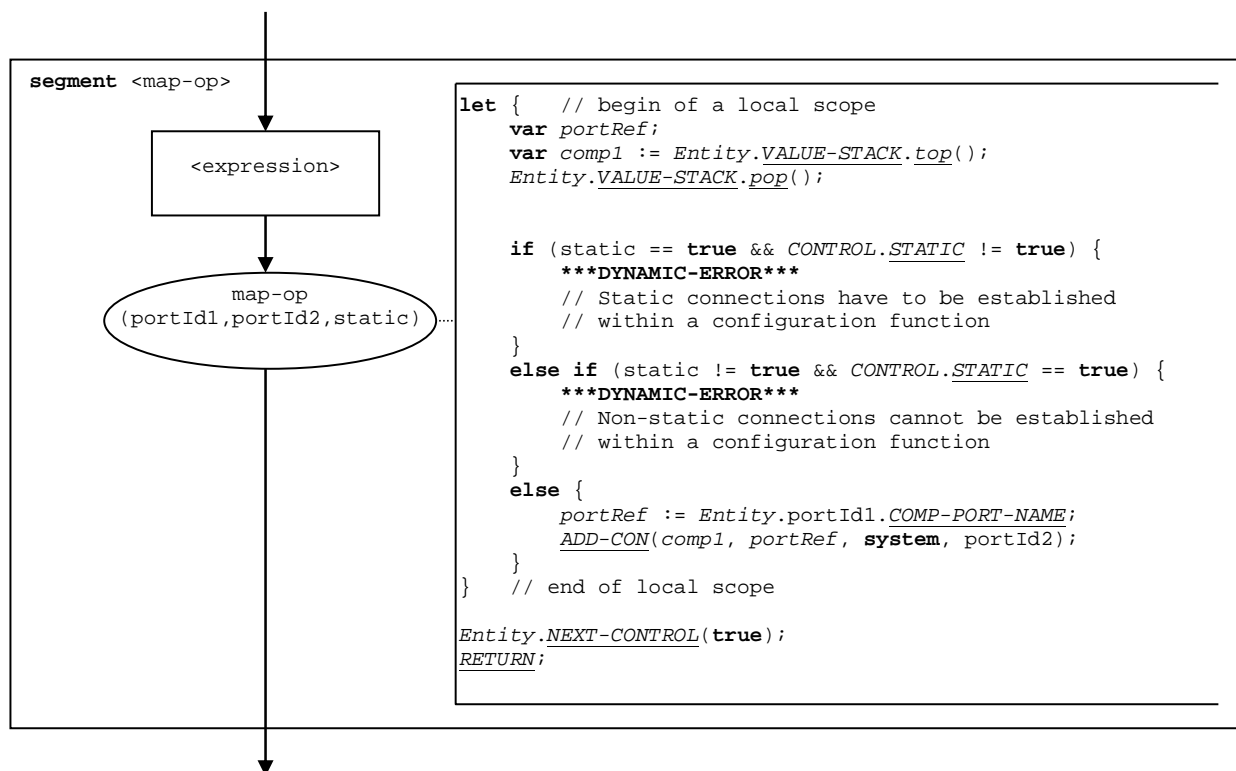 segment <map-op>
<expression>
map-op
(portId1,portId2,static)
let { // begin of a local scope
var portRef;
var comp1 := Entity.VALUE-STACK.top();
Entity.VALUE-STACK.pop();
if (static == true && CONTROL.STATIC != true) {
***DYNAMIC-ERROR***
// Static connections have to be established
// within a configuration function
}
else if (static != true && CONTROL.STATIC == true) {
***DYNAMIC-ERROR***
// Non-static connections cannot be established
// within a configuration function
}
else {
portRef := Entity.portId1.COMP-PORT-NAME;
ADD-CON(comp1, portRef, system, portId2);
}
} // end of local scope
Entity.NEXT-CONTROL(true);
RETURN;